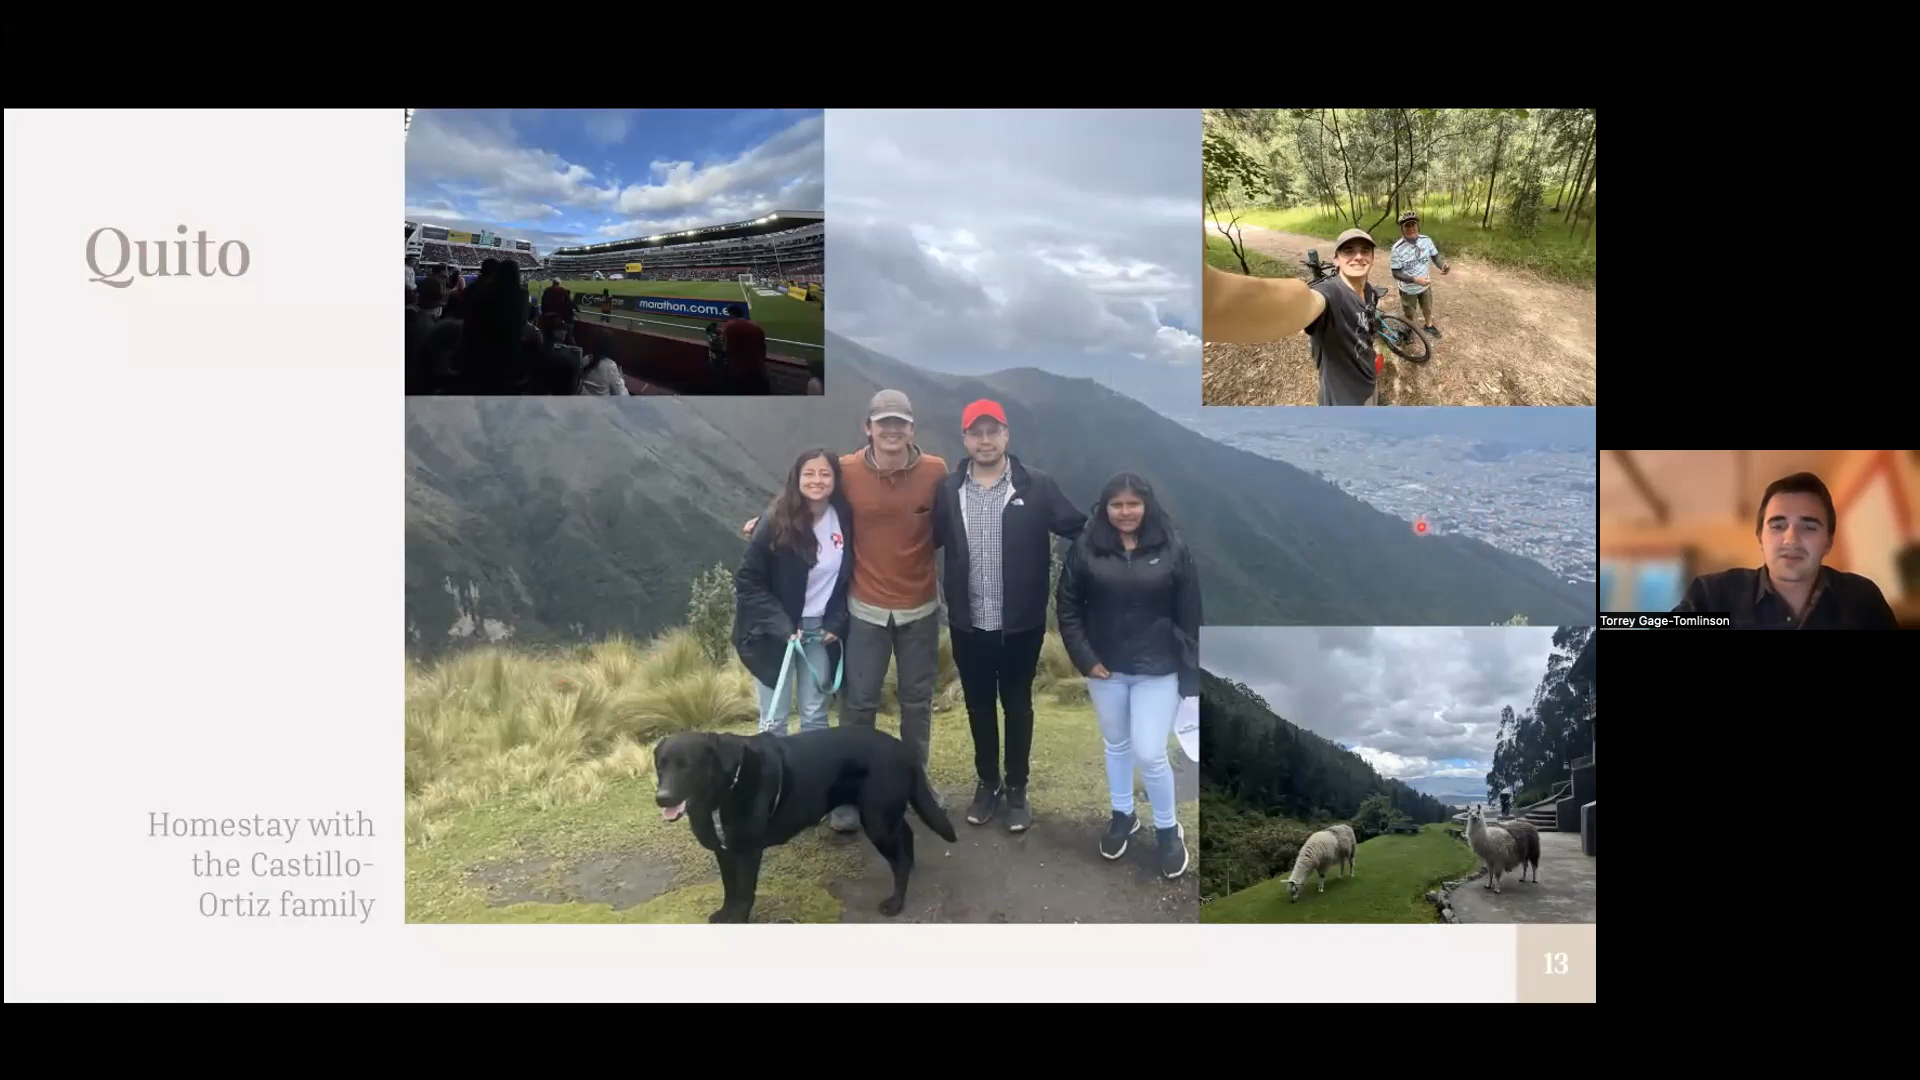 Quito
Homestay with
the Castillo-
Ortiz family
marathon.com.e
13
Torrey Gage-Tomlinson